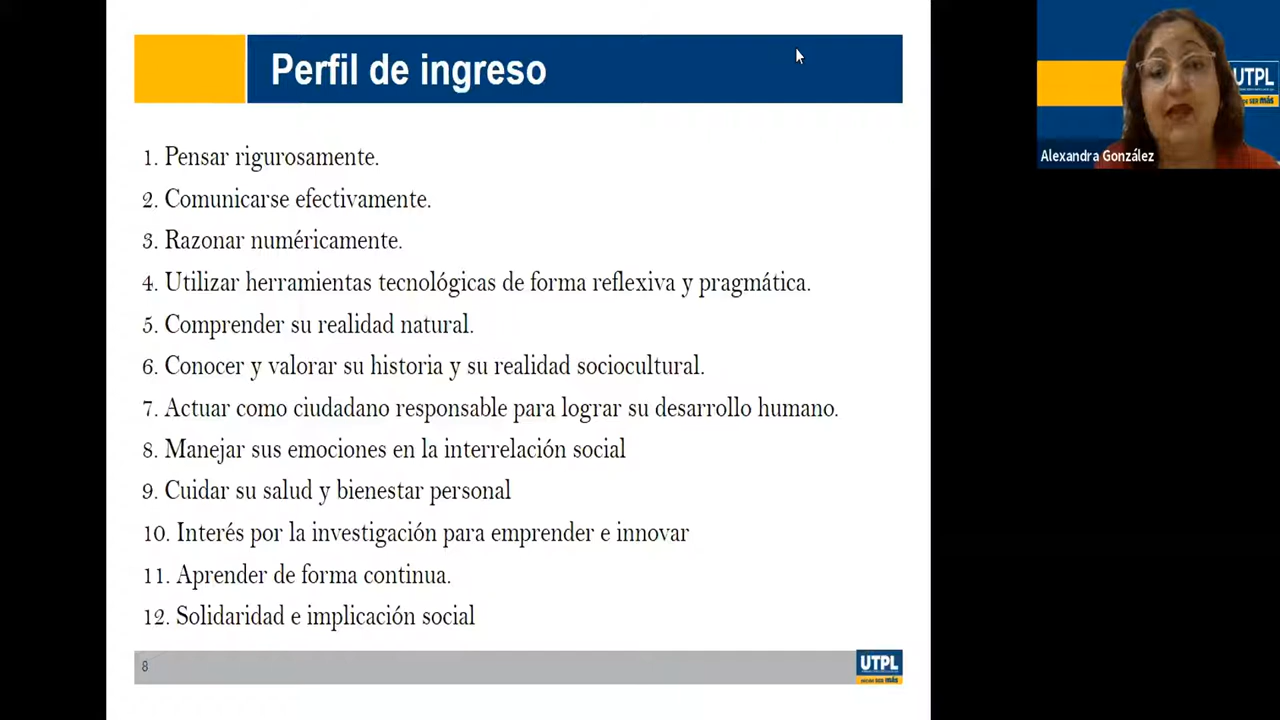 Perfil de ingreso
1. Pensar rigurosamente.
2. Comunicarse efectivamente.
3. Razonar numéricamente.
4. Utilizar herramientas tecnológicas de forma reflexiva y pragmática.
5. Comprender su realidad natural.
6. Conocer y valorar su historia y su realidad sociocultural.
7. Actuar como ciudadano responsable para lograr su desarrollo humano.
8. Manejar sus emociones en la interrelación social
9. Cuidar su salud y bienestar personal
10. Interés por la investigación para emprender e innovar
11. Aprender de forma continua.
12. Solidaridad e implicación social
8
UTPL
UTPL
SER más
Alexandra González